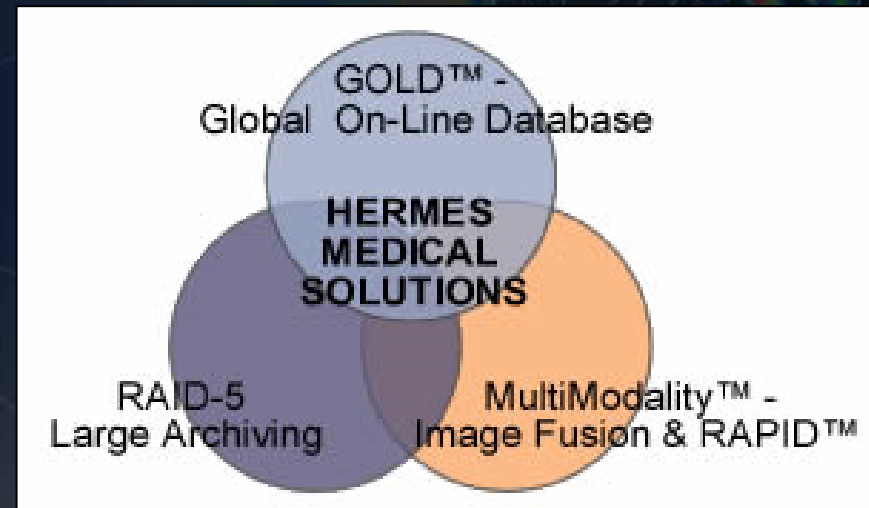 GOLD™ -
Global On-Line Database
HERMES
MEDICAL
SOLUTIONS
RAID-5
Large Archiving
MultiModality™ -
Image Fusion & RAPID™